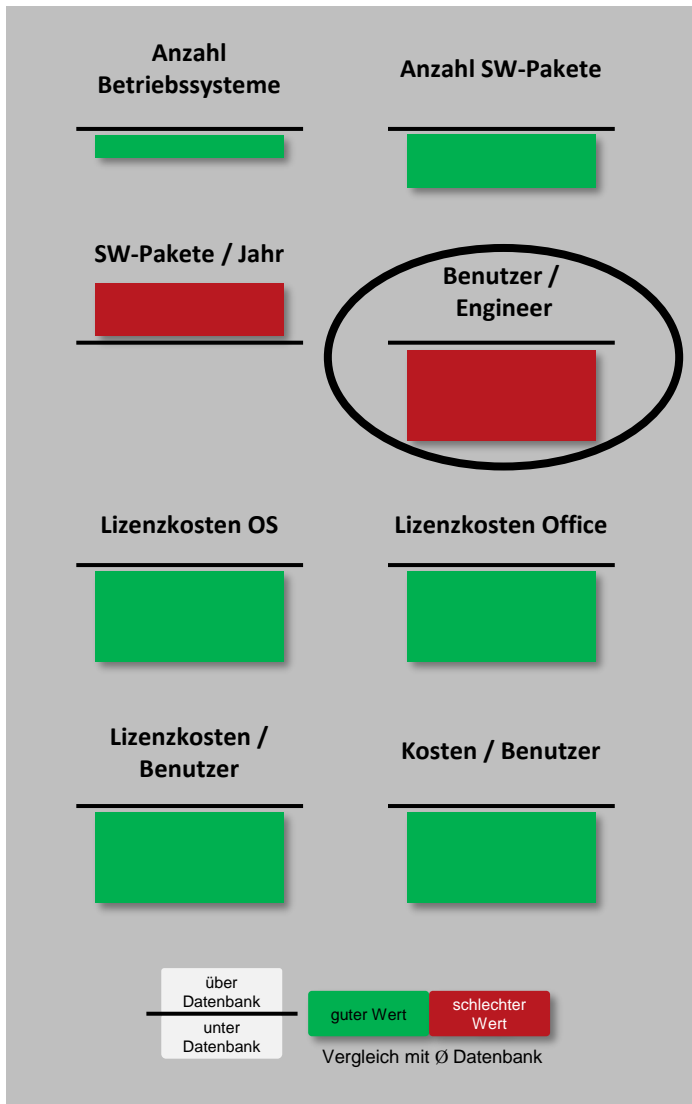 Anzahl
Betriebssysteme
Anzahl SW-Pakete
SW-Pakete / Jahr
Benutzer /
Engineer
Lizenzkosten OS
Lizenzkosten Office
Lizenzkosten /
Benutzer
Kosten / Benutzer
über
Datenbank
unter
Datenbank
guter Wert
schlechter
Wert
Vergleich mit Ø Datenbank